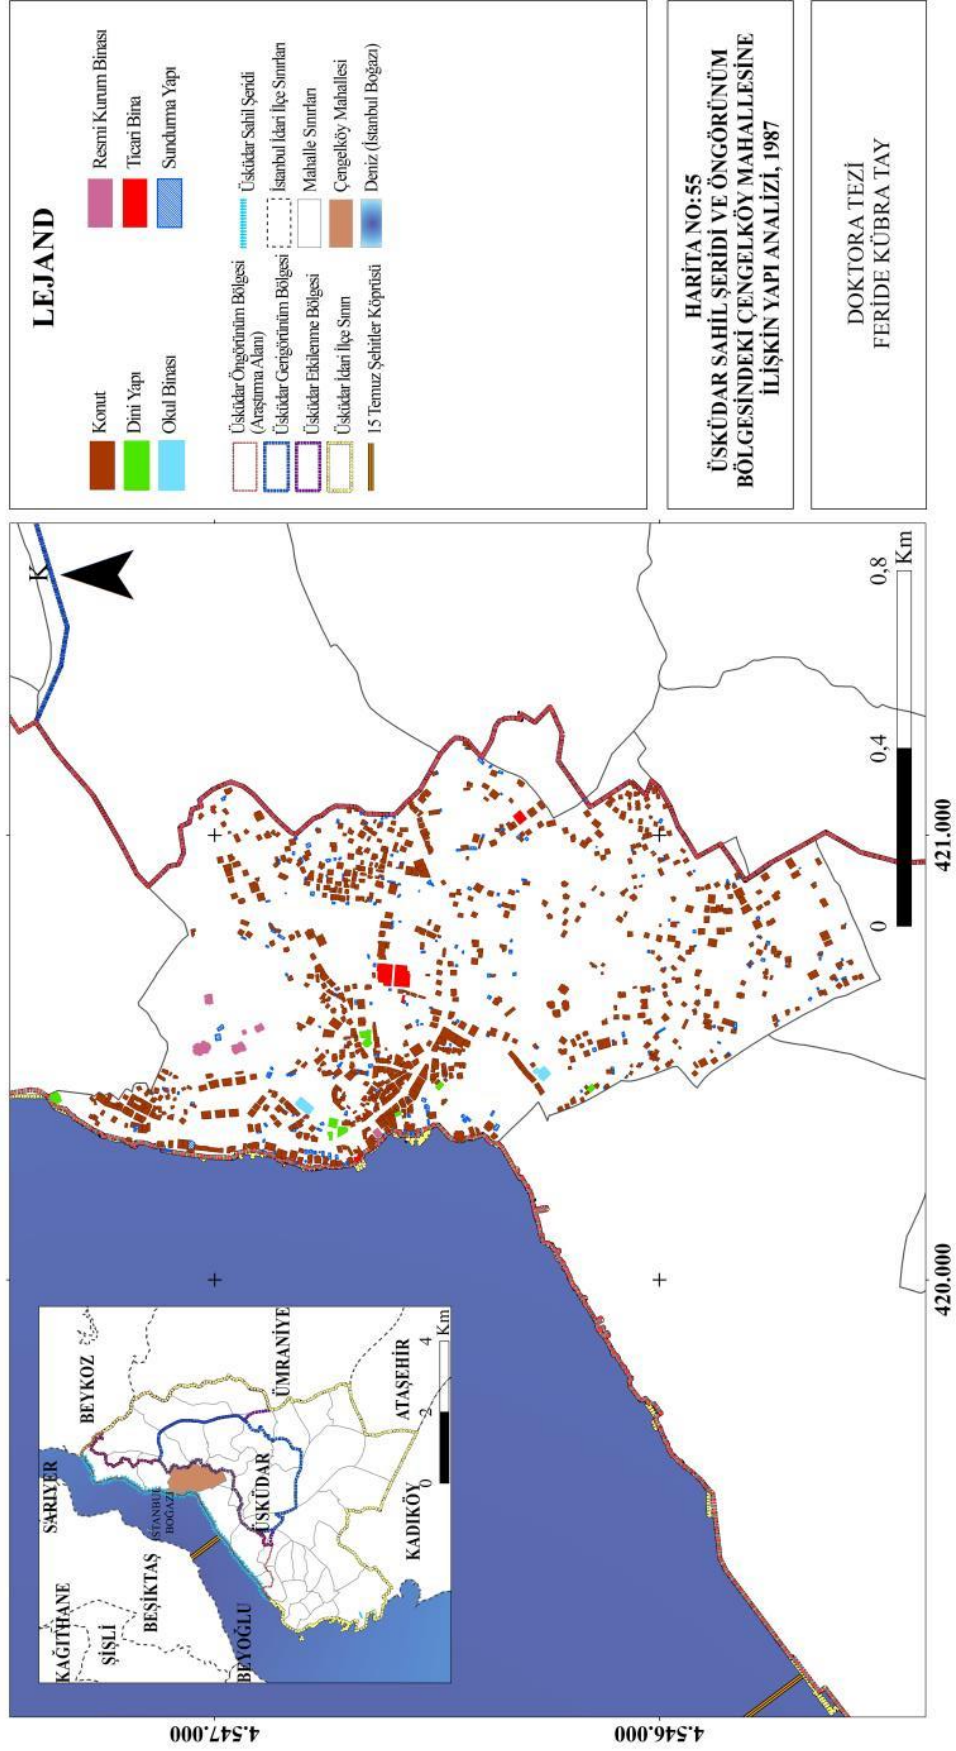 LEJAND
Konut
Dini Yapı
Okul Binası
Resmi Kurum Binası
Ticari Bina
Sundurma Yapı
Üsküdar Öngörünüm Bölgesi
(Araştırma Alanı)
Üsküdar Gerigörünüm Bölgesi
Üsküdar Etkilenme Bölgesi
Üsküdar İdari İlçe Sınırı
15 Temuz Şehitler Köprüsü
Üsküdar Sahil Şeridi
İstanbul İdari İlçe Sınırları
Mahalle Sınırları
Çengelköy Mahallesi
Deniz (İstanbul Boğazı)
HARİTA NO:55
ÜSKÜDAR SAHİL ŞERİDİ VE ÖNGÖRÜNÜM
BÖLGESİNDEKİ ÇENGELKÖY MAHALLESİNE
İLİŞKİN YAPI ANALİZİ, 1987
DOKTORA TEZİ
FERİDE KÜBRA TAY
K
0 0,4 0,8
Km
421.000
420.000
4.547.000
4.546.000
SARIYER
BEYKOZ
KAĞITHANE
ŞİŞLİ
BEŞİKTAŞ
İSTANBUL
BOĞAZI
BEYOĞLU
ÜSKÜDAR
ÜMRANİYE
KADIKÖY
ATAŞEHİR
0 2 4
Km